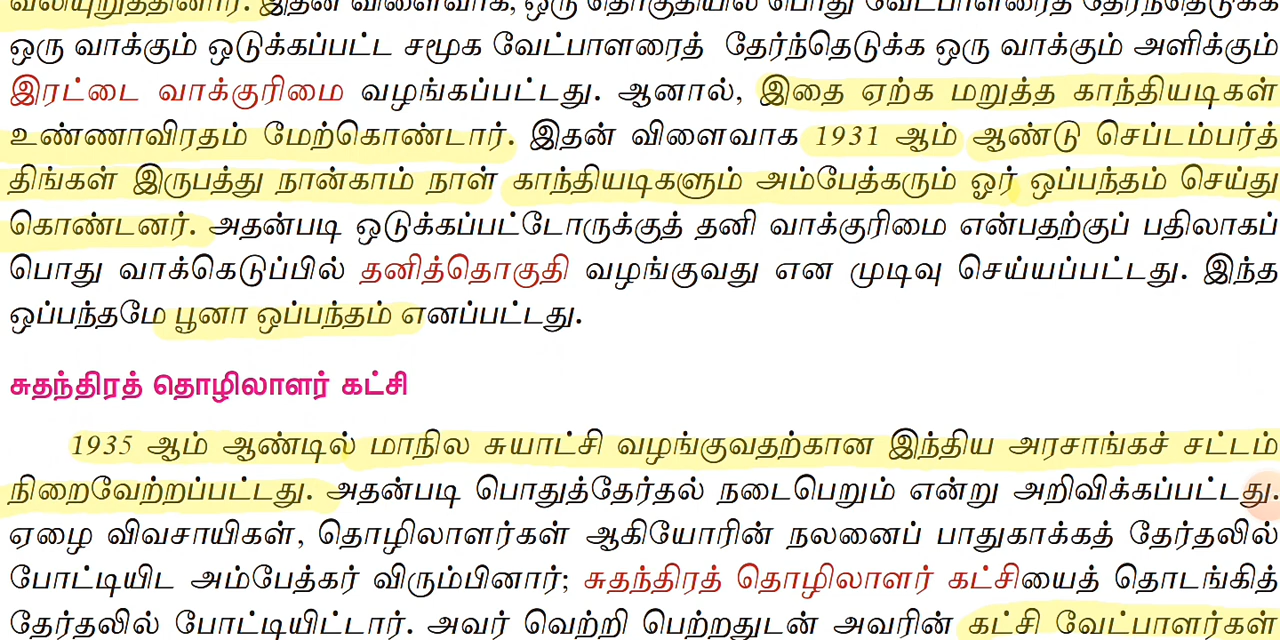 வலியுறுத்தினார். இதன் விளைவாக, ஒரு தொகுதியில் பொது வேட்பாளரைத் தேர்ந்தெடுக்க
ஒரு வாக்கும் ஒடுக்கப்பட்ட சமூக வேட்பாளரைத் தேர்ந்தெடுக்க ஒரு வாக்கும் அளிக்கும்
இரட்டை வாக்குரிமை வழங்கப்பட்டது. ஆனால், இதை ஏற்க மறுத்த காந்தியடிகள்
உண்ணாவிரதம் மேற்கொண்டார். இதன் விளைவாக 1931 ஆம் ஆண்டு செப்டம்பர்த்
திங்கள் இருபத்து நான்காம் நாள் காந்தியடிகளும் அம்பேத்கரும் ஓர் ஒப்பந்தம் செய்து
கொண்டனர். அதன்படி ஒடுக்கப்பட்டோருக்குத் தனி வாக்குரிமை என்பதற்குப் பதிலாகப்
பொது வாக்கெடுப்பில் தனித்தொகுதி வழங்குவது என முடிவு செய்யப்பட்டது. இந்த
ஒப்பந்தமே பூனா ஒப்பந்தம் எனப்பட்டது.
சுதந்திரத் தொழிலாளர் கட்சி
1935 ஆம் ஆண்டில் மாநில சுயாட்சி வழங்குவதற்கான இந்திய அரசாங்கச் சட்டம்
நிறைவேற்றப்பட்டது. அதன்படி பொதுத்தேர்தல் நடைபெறும் என்று அறிவிக்கப்பட்டது.
ஏழை விவசாயிகள், தொழிலாளர்கள் ஆகியோரின் நலனைப் பாதுகாக்கத் தேர்தலில்
போட்டியிட அம்பேத்கர் விரும்பினார்; சுதந்திரத் தொழிலாளர் கட்சியைத் தொடங்கித்
தேர்தலில் போட்டியிட்டார். அவர் வெற்றி பெற்றதுடன் அவரின் கட்சி வேட்பாளர்கள்